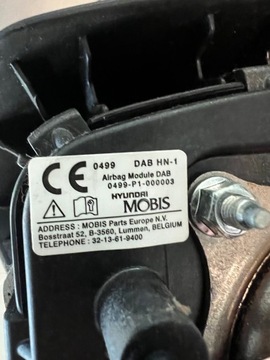 CE 0499 DAB HN-1
Airbag Module DAB
0499-P1-000003
HYUNDAI
MOBIS
ADDRESS : MOBIS Parts Europe N.V.
Bosstraat 52, B-3560, Lummen, BELGIUM
TELEPHONE : 32-13-61-9400